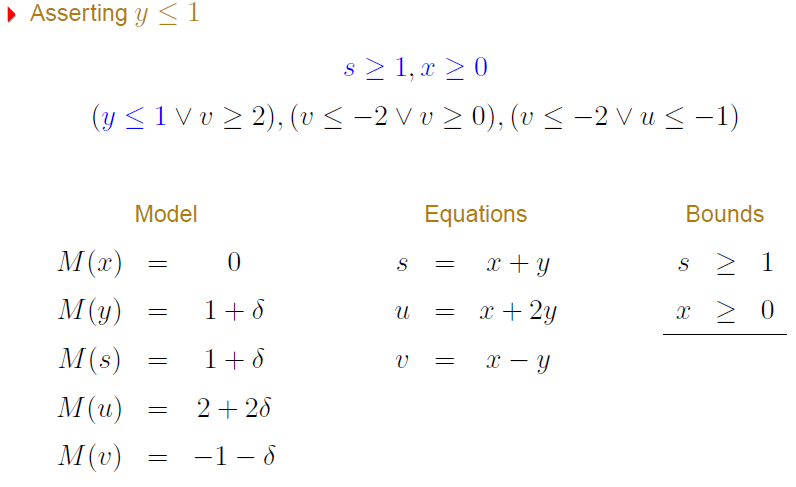 Asserting y ≤ 1
s ≥ 1, x ≥ 0
(y ≤ 1 ∨ v ≥ 2), (v ≤ −2 ∨ v ≥ 0), (v ≤ −2 ∨ u ≤ −1)
Model Equations Bounds
M(x) = 0 s = x + y s ≥ 1
M(y) = 1 + δ u = x + 2y x ≥ 0
M(s) = 1 + δ v = x − y
M(u) = 2 + 2δ
M(v) = −1 − δ